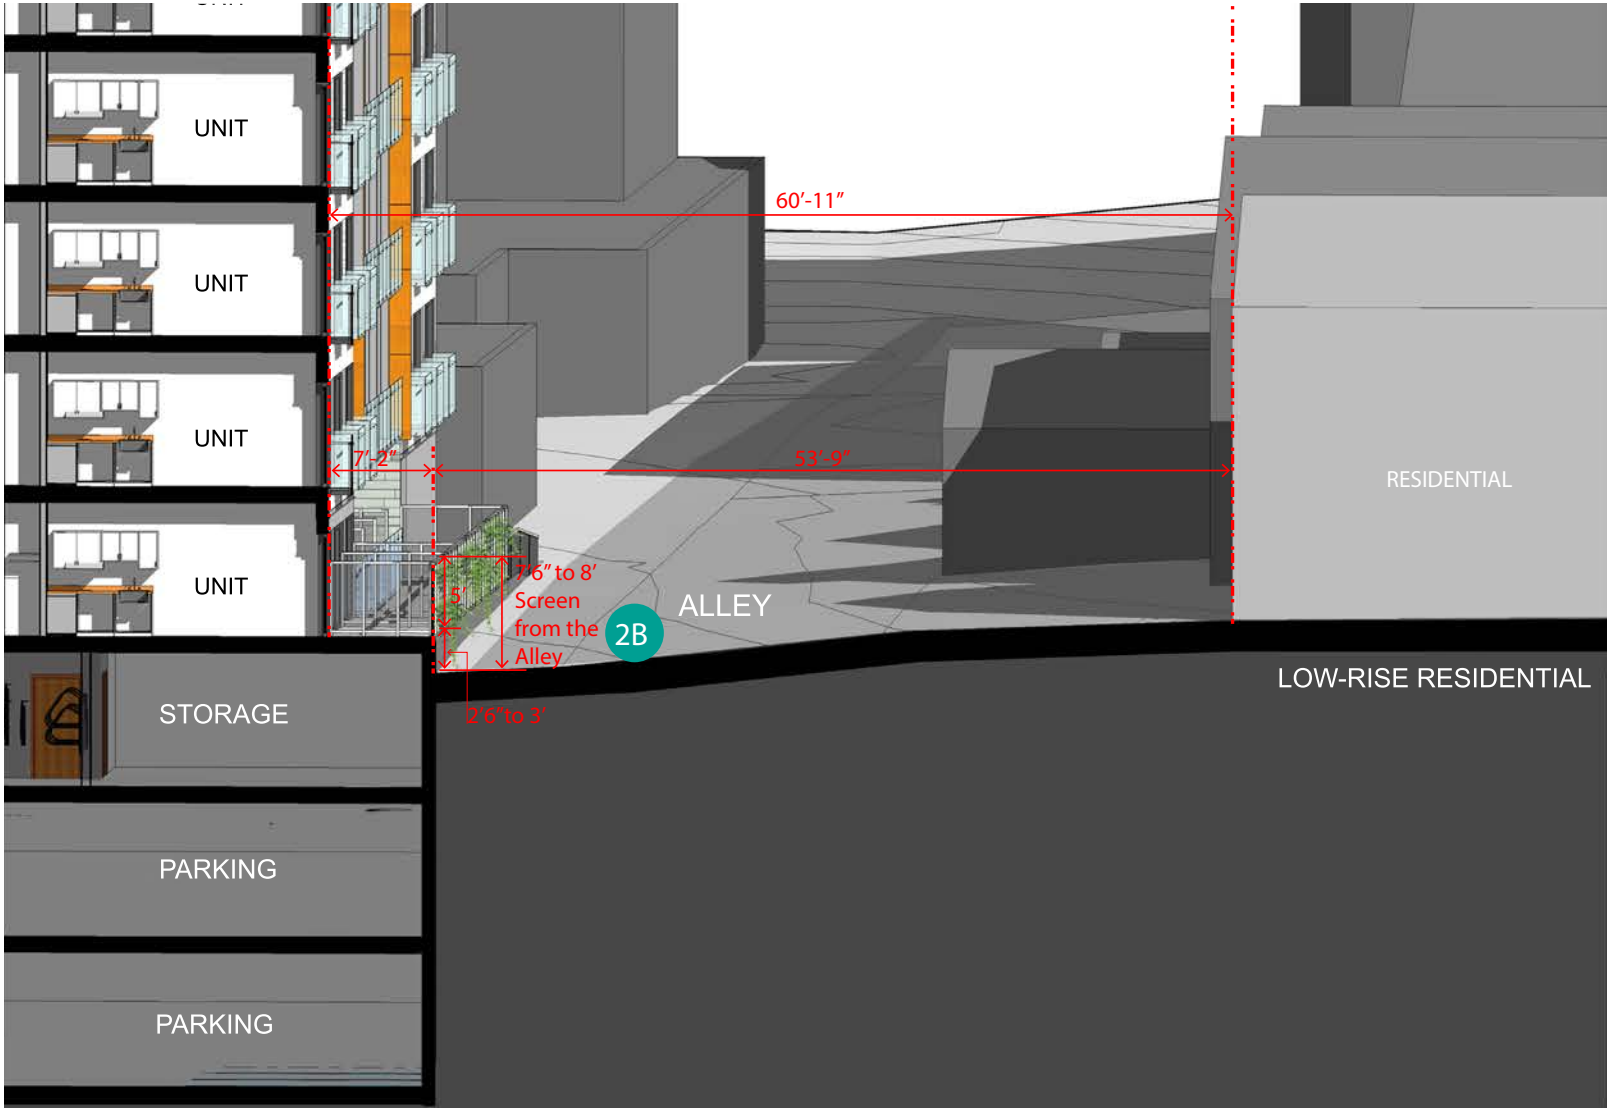 UNIT
UNIT
60'-11"
UNIT
UNIT
7'-2"
53'-9"
RESIDENTIAL
UNIT
5'
7'6" to 8'
Screen
from the
Alley
2B
ALLEY
LOW-RISE RESIDENTIAL
STORAGE
2'6"to 3'
PARKING
PARKING